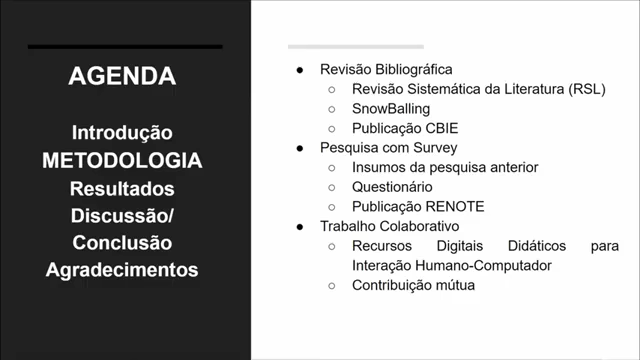 AGENDA
Introdução
METODOLOGIA
Resultados
Discussão/
Conclusão
Agradecimentos
● Revisão Bibliográfica
○ Revisão Sistemática da Literatura (RSL)
○ SnowBalling
○ Publicação CBIE
● Pesquisa com Survey
○ Insumos da pesquisa anterior
○ Questionário
○ Publicação RENOTE
● Trabalho Colaborativo
○ Recursos Digitais Didáticos para
Interação Humano-Computador
○ Contribuição mútua